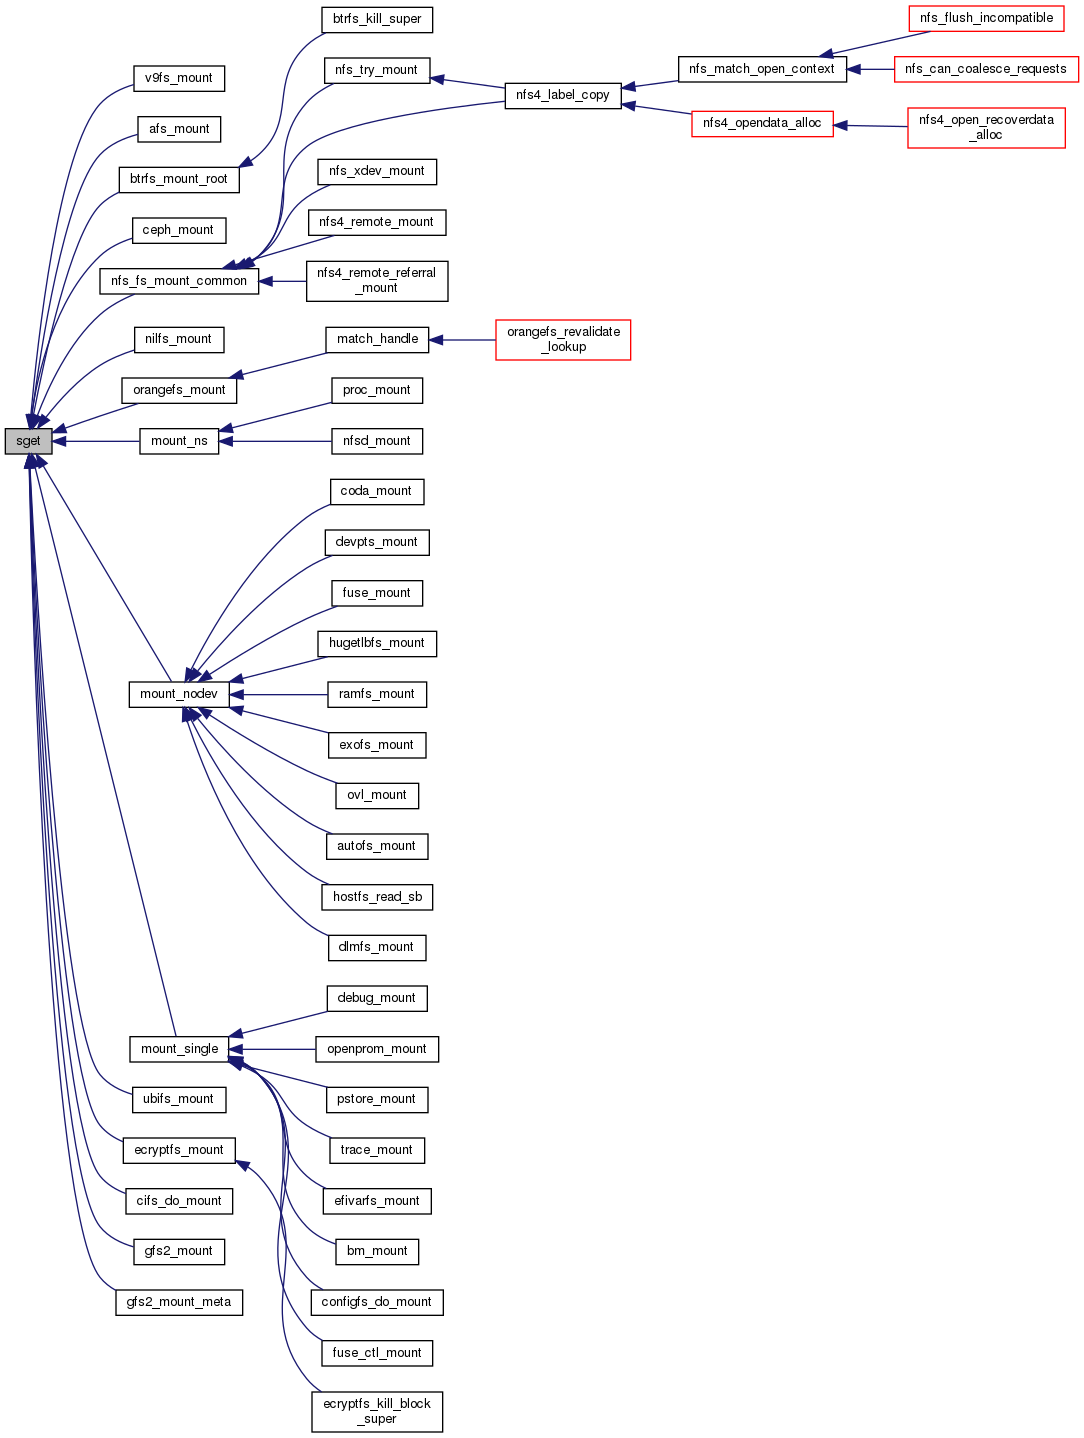 btrfs_kill_super
nfs_flush_incompatible
v9fs_mount
nfs_try_mount
nfs_match_open_context
nfs_can_coalesce_requests
nfs4_label_copy
afs_mount
nfs4_opendata_alloc
nfs4_open_recoverdata
_alloc
btrfs_mount_root
nfs_xdev_mount
ceph_mount
nfs4_remote_mount
nfs_fs_mount_common
nfs4_remote_referral
_mount
nilfs_mount
match_handle
orangefs_revalidate
_lookup
orangefs_mount
proc_mount
sget
mount_ns
nfsd_mount
coda_mount
devpts_mount
fuse_mount
hugetlbfs_mount
mount_nodev
ramfs_mount
exofs_mount
ovl_mount
autofs_mount
hostfs_read_sb
dlmfs_mount
debug_mount
mount_single
openprom_mount
ubifs_mount
pstore_mount
ecryptfs_mount
trace_mount
cifs_do_mount
efivarfs_mount
gfs2_mount
bm_mount
gfs2_mount_meta
configfs_do_mount
fuse_ctl_mount
ecryptfs_kill_block
_super